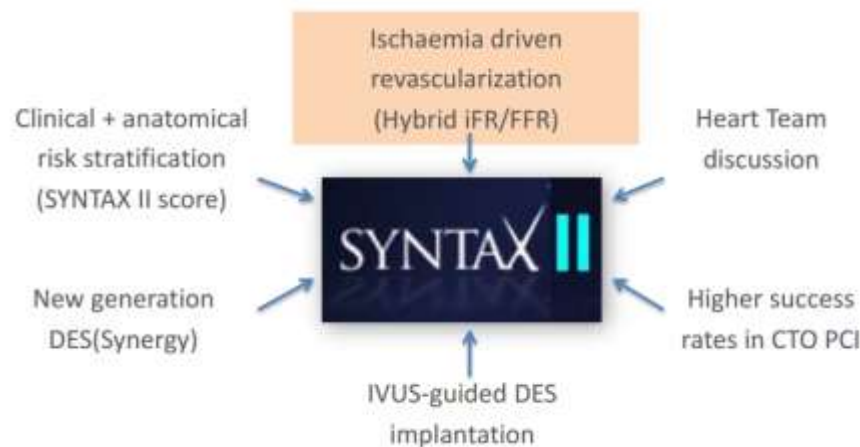 Ischaemia driven
revascularization
(Hybrid iFR/FFR)
Clinical + anatomical
risk stratification
(SYNTAX II score)
Heart Team
discussion
SYNTAX II
New generation
DES(Synergy)
Higher success
rates in CTO PCI
IVUS-guided DES
implantation